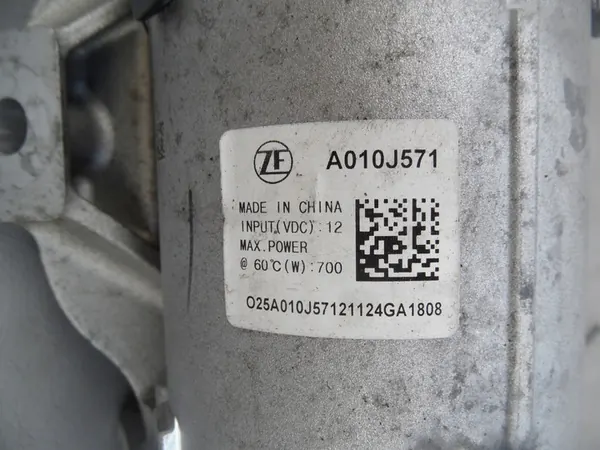 ZF A010J571
MADE IN CHINA
INPUT(VDC):12
MAX.POWER
@ 60℃(W):700
O25A010J57121124GA1808